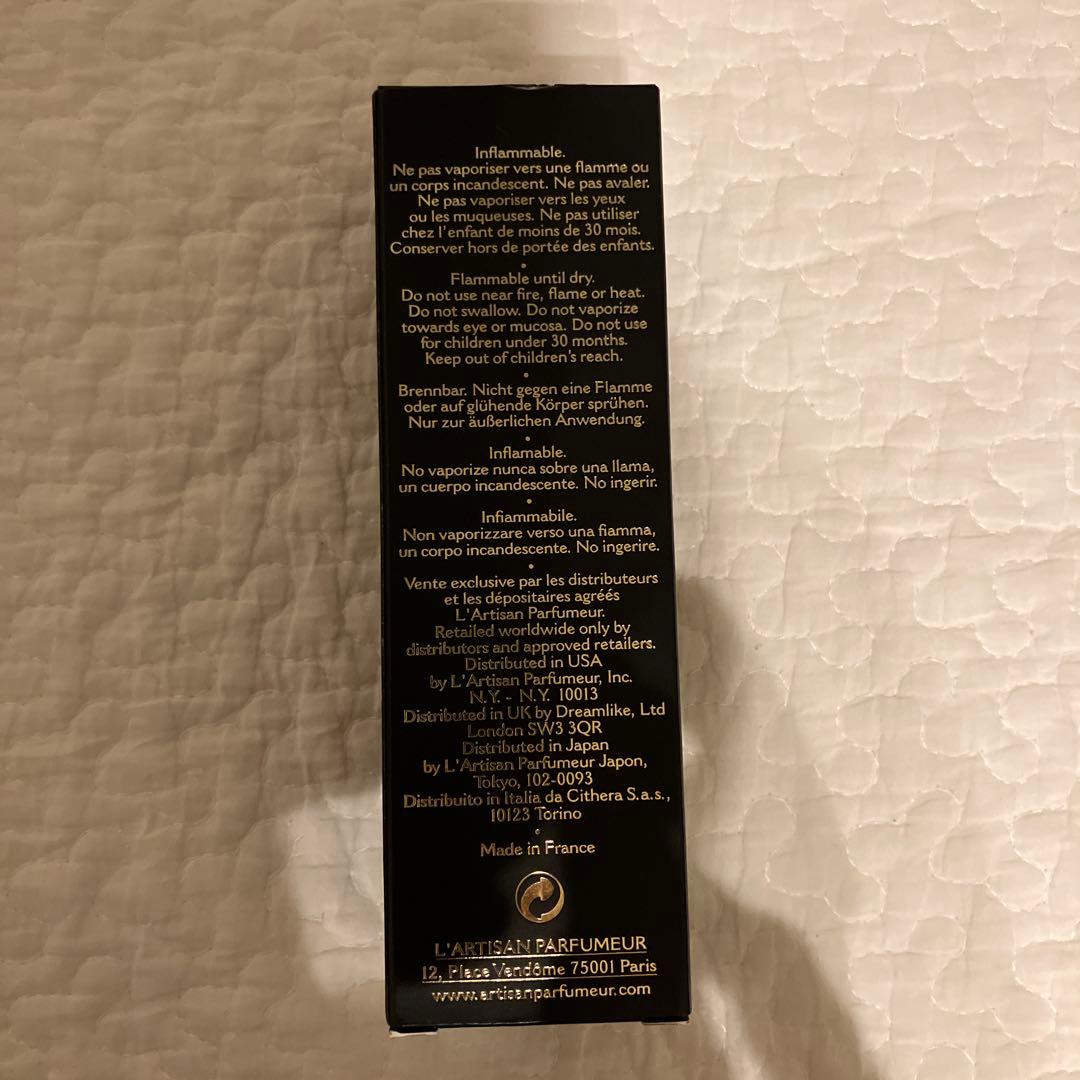 Inflammable.
Ne pas vaporiser vers une flamme ou
un corps incandescent. Ne pas avaler.
Ne pas vaporiser vers les yeux
ou les muqueuses. Ne pas utiliser
chez l'enfant de moins de 30 mois.
Conserver hors de portée des enfants.
•
Flammable until dry.
Do not use near fire, flame or heat.
Do not swallow. Do not vaporize
towards eye or mucosa. Do not use
for children under 30 months.
Keep out of children's reach.
•
Brennbar. Nicht gegen eine Flamme
oder auf glühende Körper sprühen.
Nur zur äußerlichen Anwendung.
•
Inflamable.
No vaporize nunca sobre una llama,
un cuerpo incandescente. No ingerir.
•
Infiammabile.
Non vaporizzare verso una fiamma,
un corpo incandescente. No ingerire.
•
Vente exclusive par les distributeurs
et les dépositaires agréés
L'Artisan Parfumeur.
Retailed worldwide only by
distributors and approved retailers.
Distributed in USA
by L'Artisan Parfumeur, Inc.
N.Y. - N.Y. 10013
Distributed in UK by Dreamlike, Ltd
London SW3 3QR
Distributed in Japan
by L'Artisan Parfumeur Japon,
Tokyo, 102-0093
Distribuito in Italia da Cithera S.a.s.,
10123 Torino
•
Made in France
L'ARTISAN PARFUMEUR
12, Place Vendôme 75001 Paris
www.artisanparfumeur.com